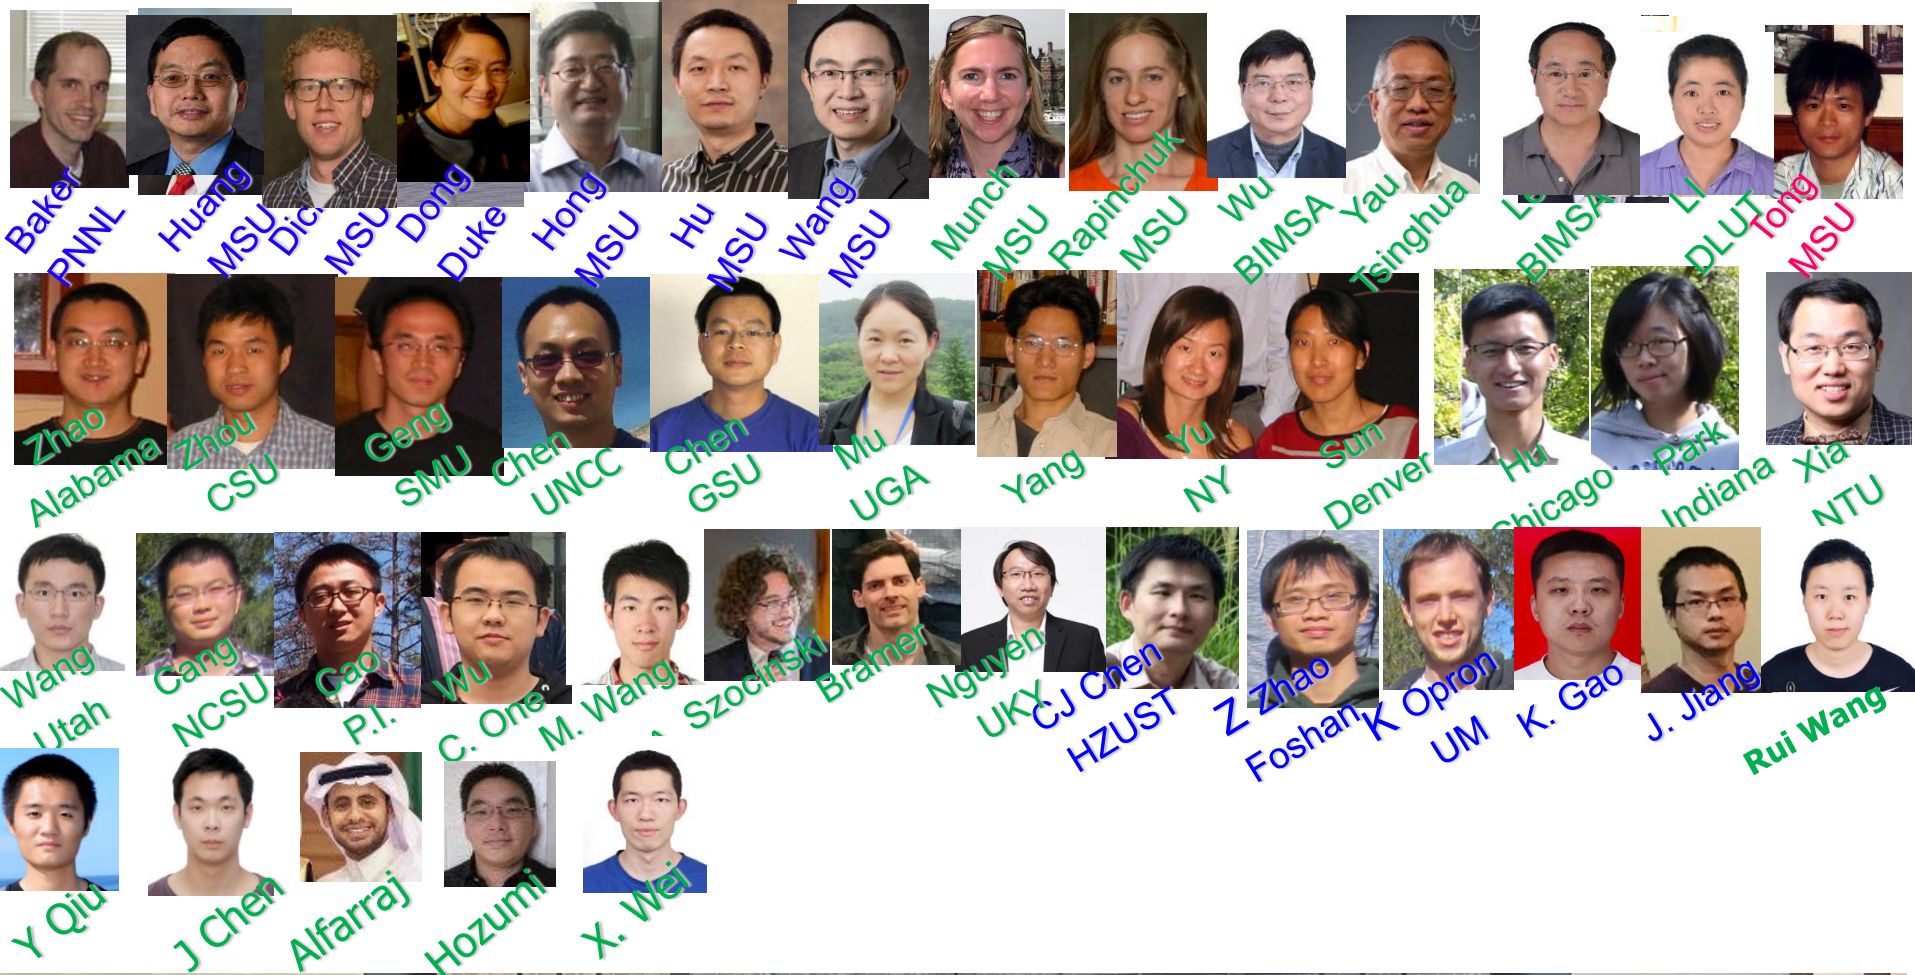 Baker
PNNL
Huang
MSU
MSU
Dong
Duke
Hong
MSU
Hu
MSU
Wang
MSU
Munch
MSU
Rapinchuk
MSU
Wu
BIMSA
Yau
Tsinghua
BIMSA
LI
DLUT
Tong
MSU
Zhao
Alabama
Zhou
CSU
Geng
SMU
Chen
UNCC
Chen
GSU
Mu
UGA
Yang
Yu
NY
Sun
Denver
Hu
Chicago
Park
Indiana
Xia
NTU
Wang
Utah
Cang
NCSU
Cao
P.I.
Wu
C. One
M. Wang
Szocinski
Bramer
Nguyen
UKY
CJ Chen
HZUST
Z Zhao
Foshan
K Opron
UM
K. Gao
J. Jiang
Rui Wang
Y Qiu
J Chen
Alfarraj
Hozumi
X. Wei